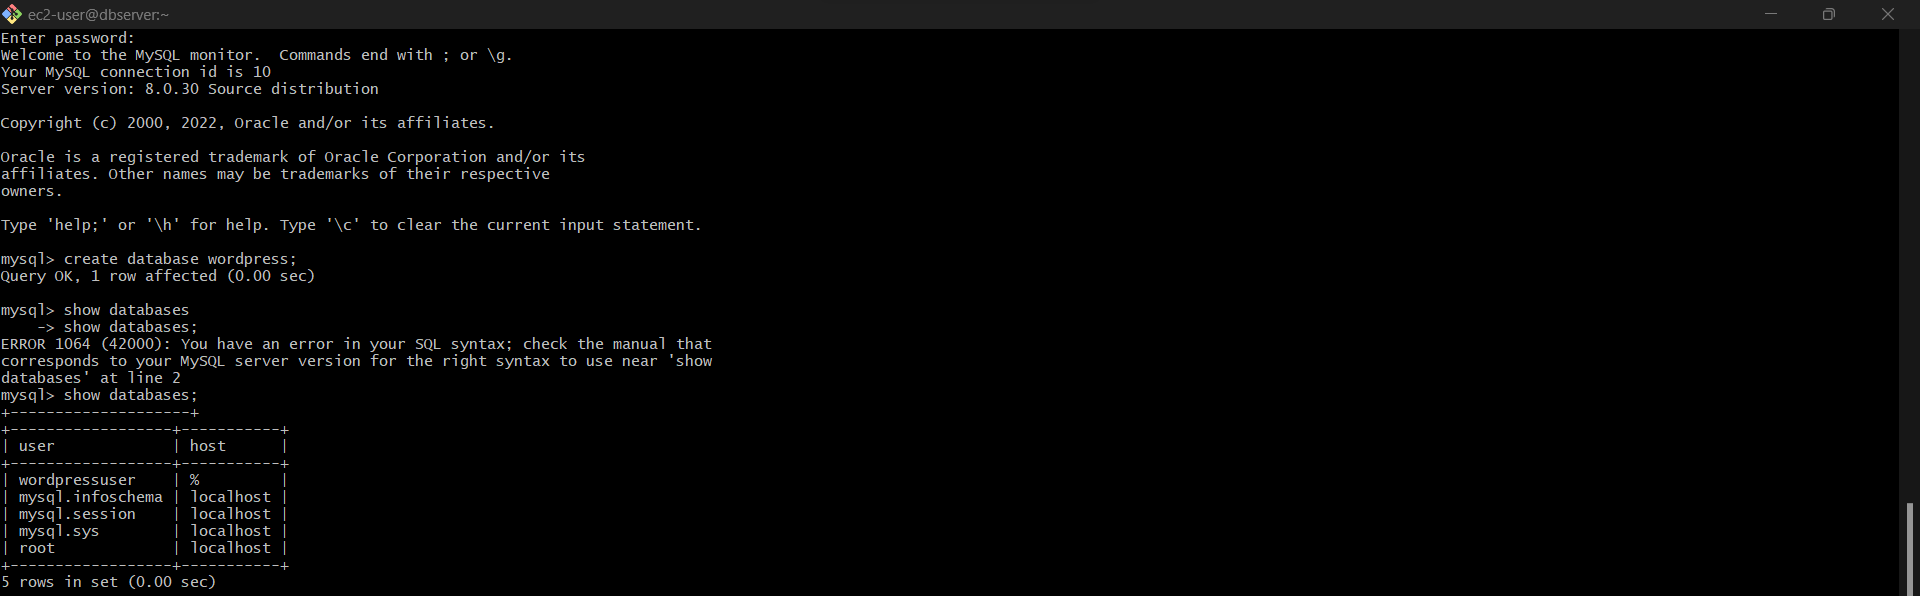 ec2-user@dbserver:~
Enter password:
Welcome to the MySQL monitor.  Commands end with ; or \g.
Your MySQL connection id is 10
Server version: 8.0.30 Source distribution

Copyright (c) 2000, 2022, Oracle and/or its affiliates.

Oracle is a registered trademark of Oracle Corporation and/or its
affiliates. Other names may be trademarks of their respective
owners.

Type 'help;' or '\h' for help. Type '\c' to clear the current input statement.

mysql> create database wordpress;
Query OK, 1 row affected (0.00 sec)

mysql> show databases
    -> show databases;
ERROR 1064 (42000): You have an error in your SQL syntax; check the manual that
corresponds to your MySQL server version for the right syntax to use near 'show
databases' at line 2
mysql> show databases;
+--------------------+
+------------------+-----------+
| user             | host      |
+------------------+-----------+
| wordpressuser    | %         |
| mysql.infoschema | localhost |
| mysql.session    | localhost |
| mysql.sys        | localhost |
| root             | localhost |
+------------------+-----------+
5 rows in set (0.00 sec)